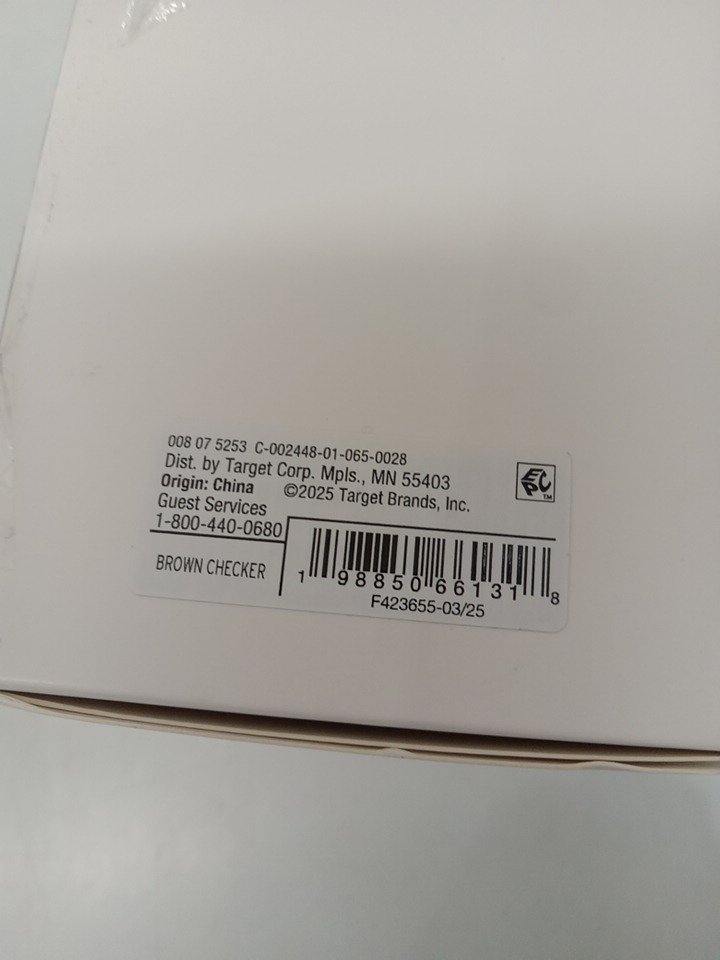 008 07 5253 C-002448-01-065-0028
Dist. by Target Corp. Mpls., MN 55403
Origin: China ©2025 Target Brands, Inc.
Guest Services
1-800-440-0680
BROWN CHECKER
1 98850 66131 8
F423655-03/25
EPC™